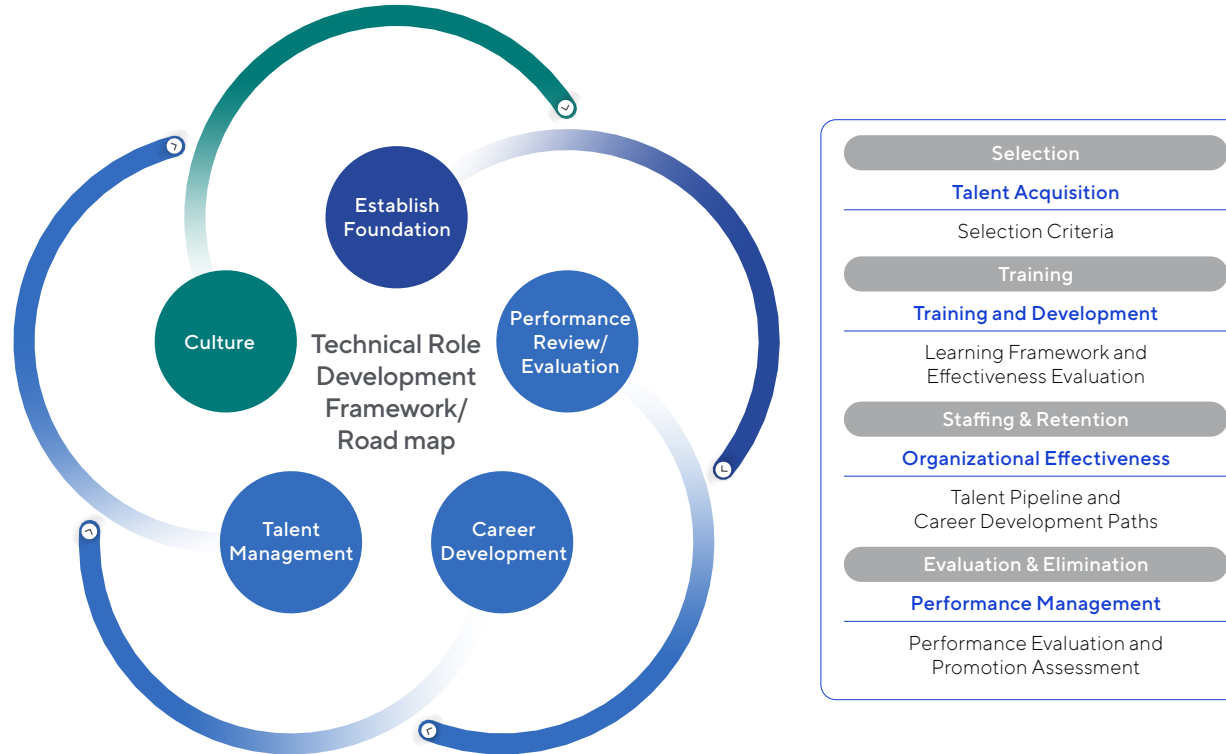 Establish
Foundation
Performance
Review/
Evaluation
Culture
Technical Role
Development
Framework/
Road map
Talent
Management
Career
Development
Selection
Talent Acquisition
Selection Criteria
Training
Training and Development
Learning Framework and
Effectiveness Evaluation
Staffing & Retention
Organizational Effectiveness
Talent Pipeline and
Career Development Paths
Evaluation & Elimination
Performance Management
Performance Evaluation and
Promotion Assessment